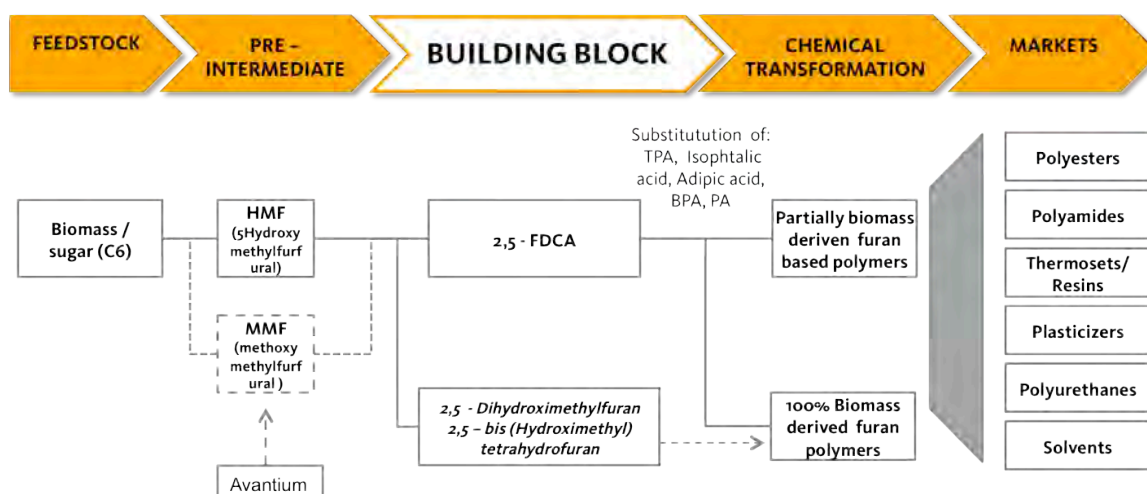 FEEDSTOCK
PRE –
INTERMEDIATE
BUILDING BLOCK
CHEMICAL
TRANSFORMATION
MARKETS
Substitutution of:
TPA, Isophtalic
acid, Adipic acid,
BPA, PA
Biomass /
sugar (C6)
HMF
(5Hydroxy
methylfurf
ural)
MMF
(methoxy
methylfurf
ural )
Avantium
2,5 - FDCA
2,5 - Dihydroximethylfuran
2,5 – bis (Hydroximethyl)
tetrahydrofuran
Partially biomass
derived furan
based polymers
100% Biomass
derived furan
polymers
Polyesters
Polyamides
Thermosets/
Resins
Plasticizers
Polyurethanes
Solvents